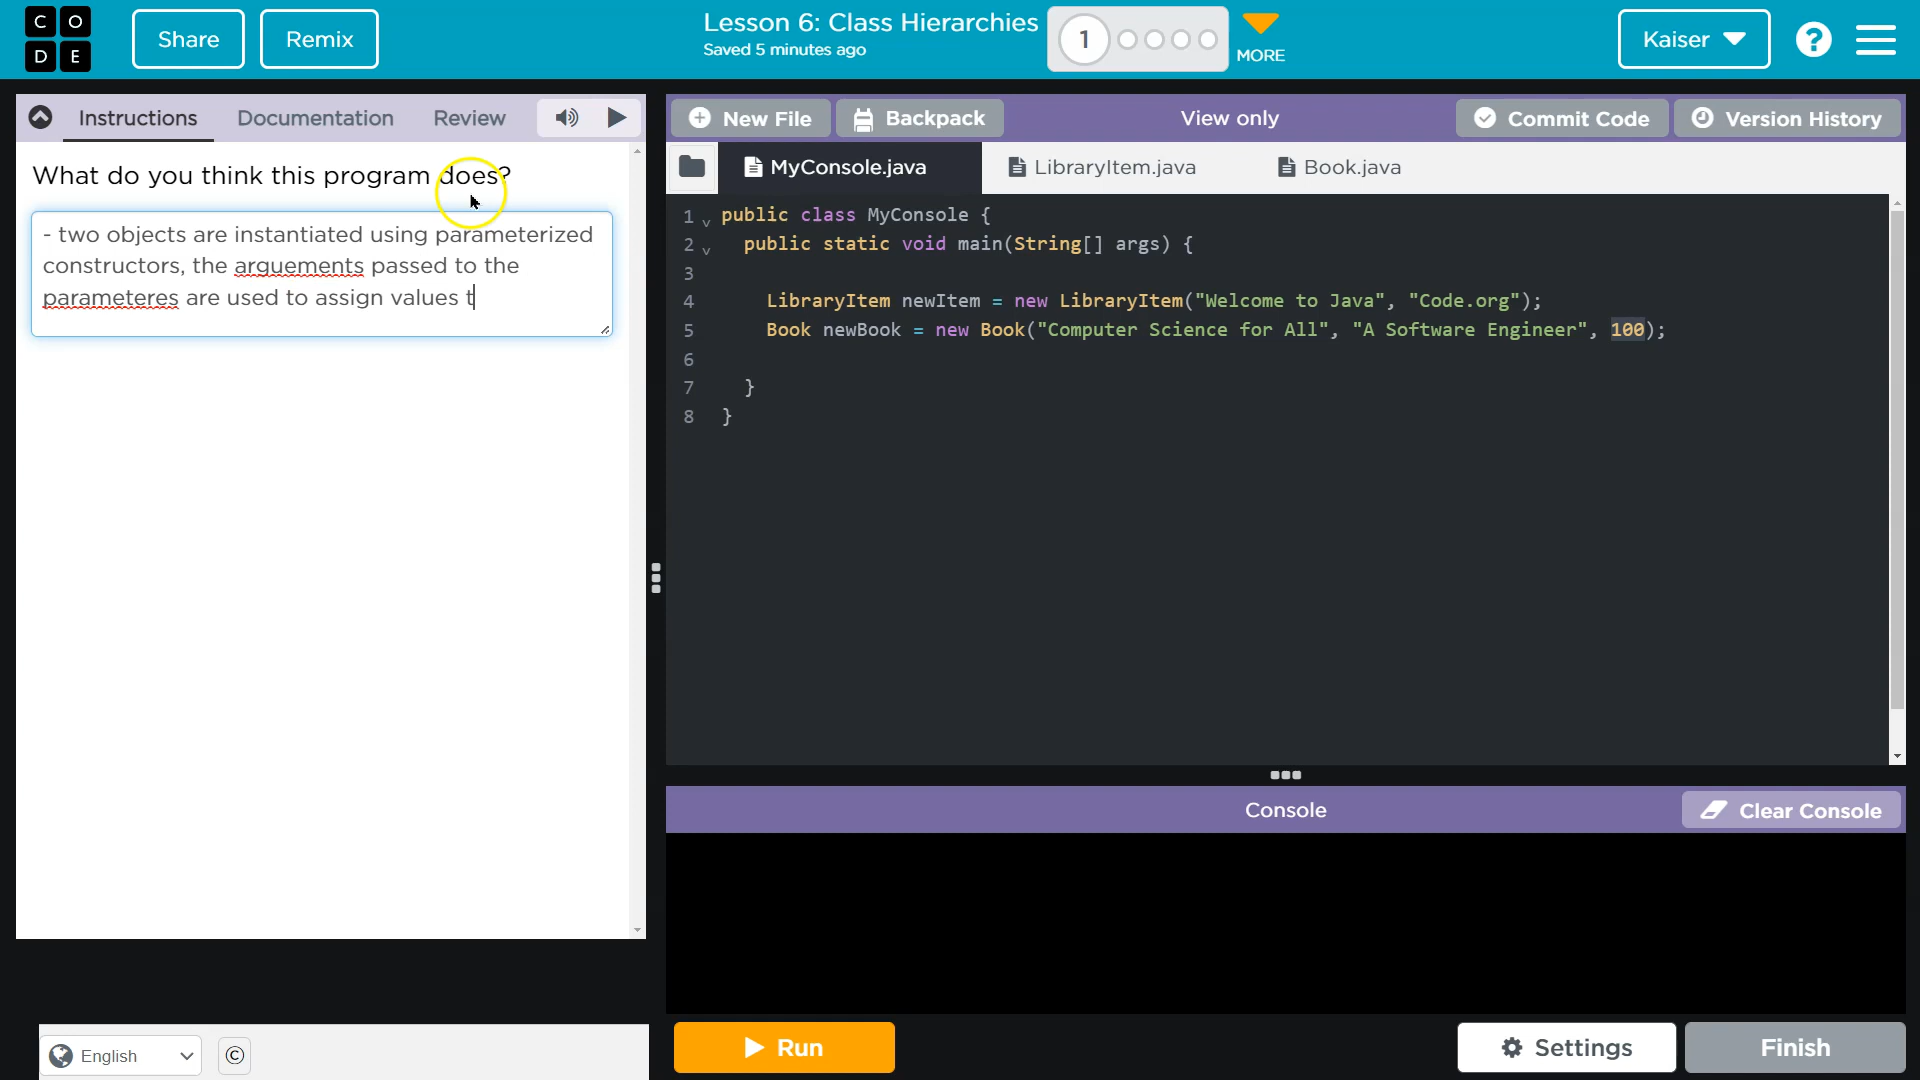 C O
D E
Share
Remix
Lesson 6: Class Hierarchies
Saved 5 minutes ago
1
MORE
Kaiser
?
Instructions
Documentation
Review
New File
Backpack
View only
Commit Code
Version History
What do you think this program does?
- two objects are instantiated using parameterized
constructors, the arguements passed to the
parameteres are used to assign values t
MyConsole.java
LibraryItem.java
Book.java
1 public class MyConsole {
2 public static void main(String[] args) {
3
4 LibraryItem newItem = new LibraryItem("Welcome to Java", "Code.org");
5 Book newBook = new Book("Computer Science for All", "A Software Engineer", 100);
6
7 }
8 }
Console
Clear Console
English
©
Run
Settings
Finish